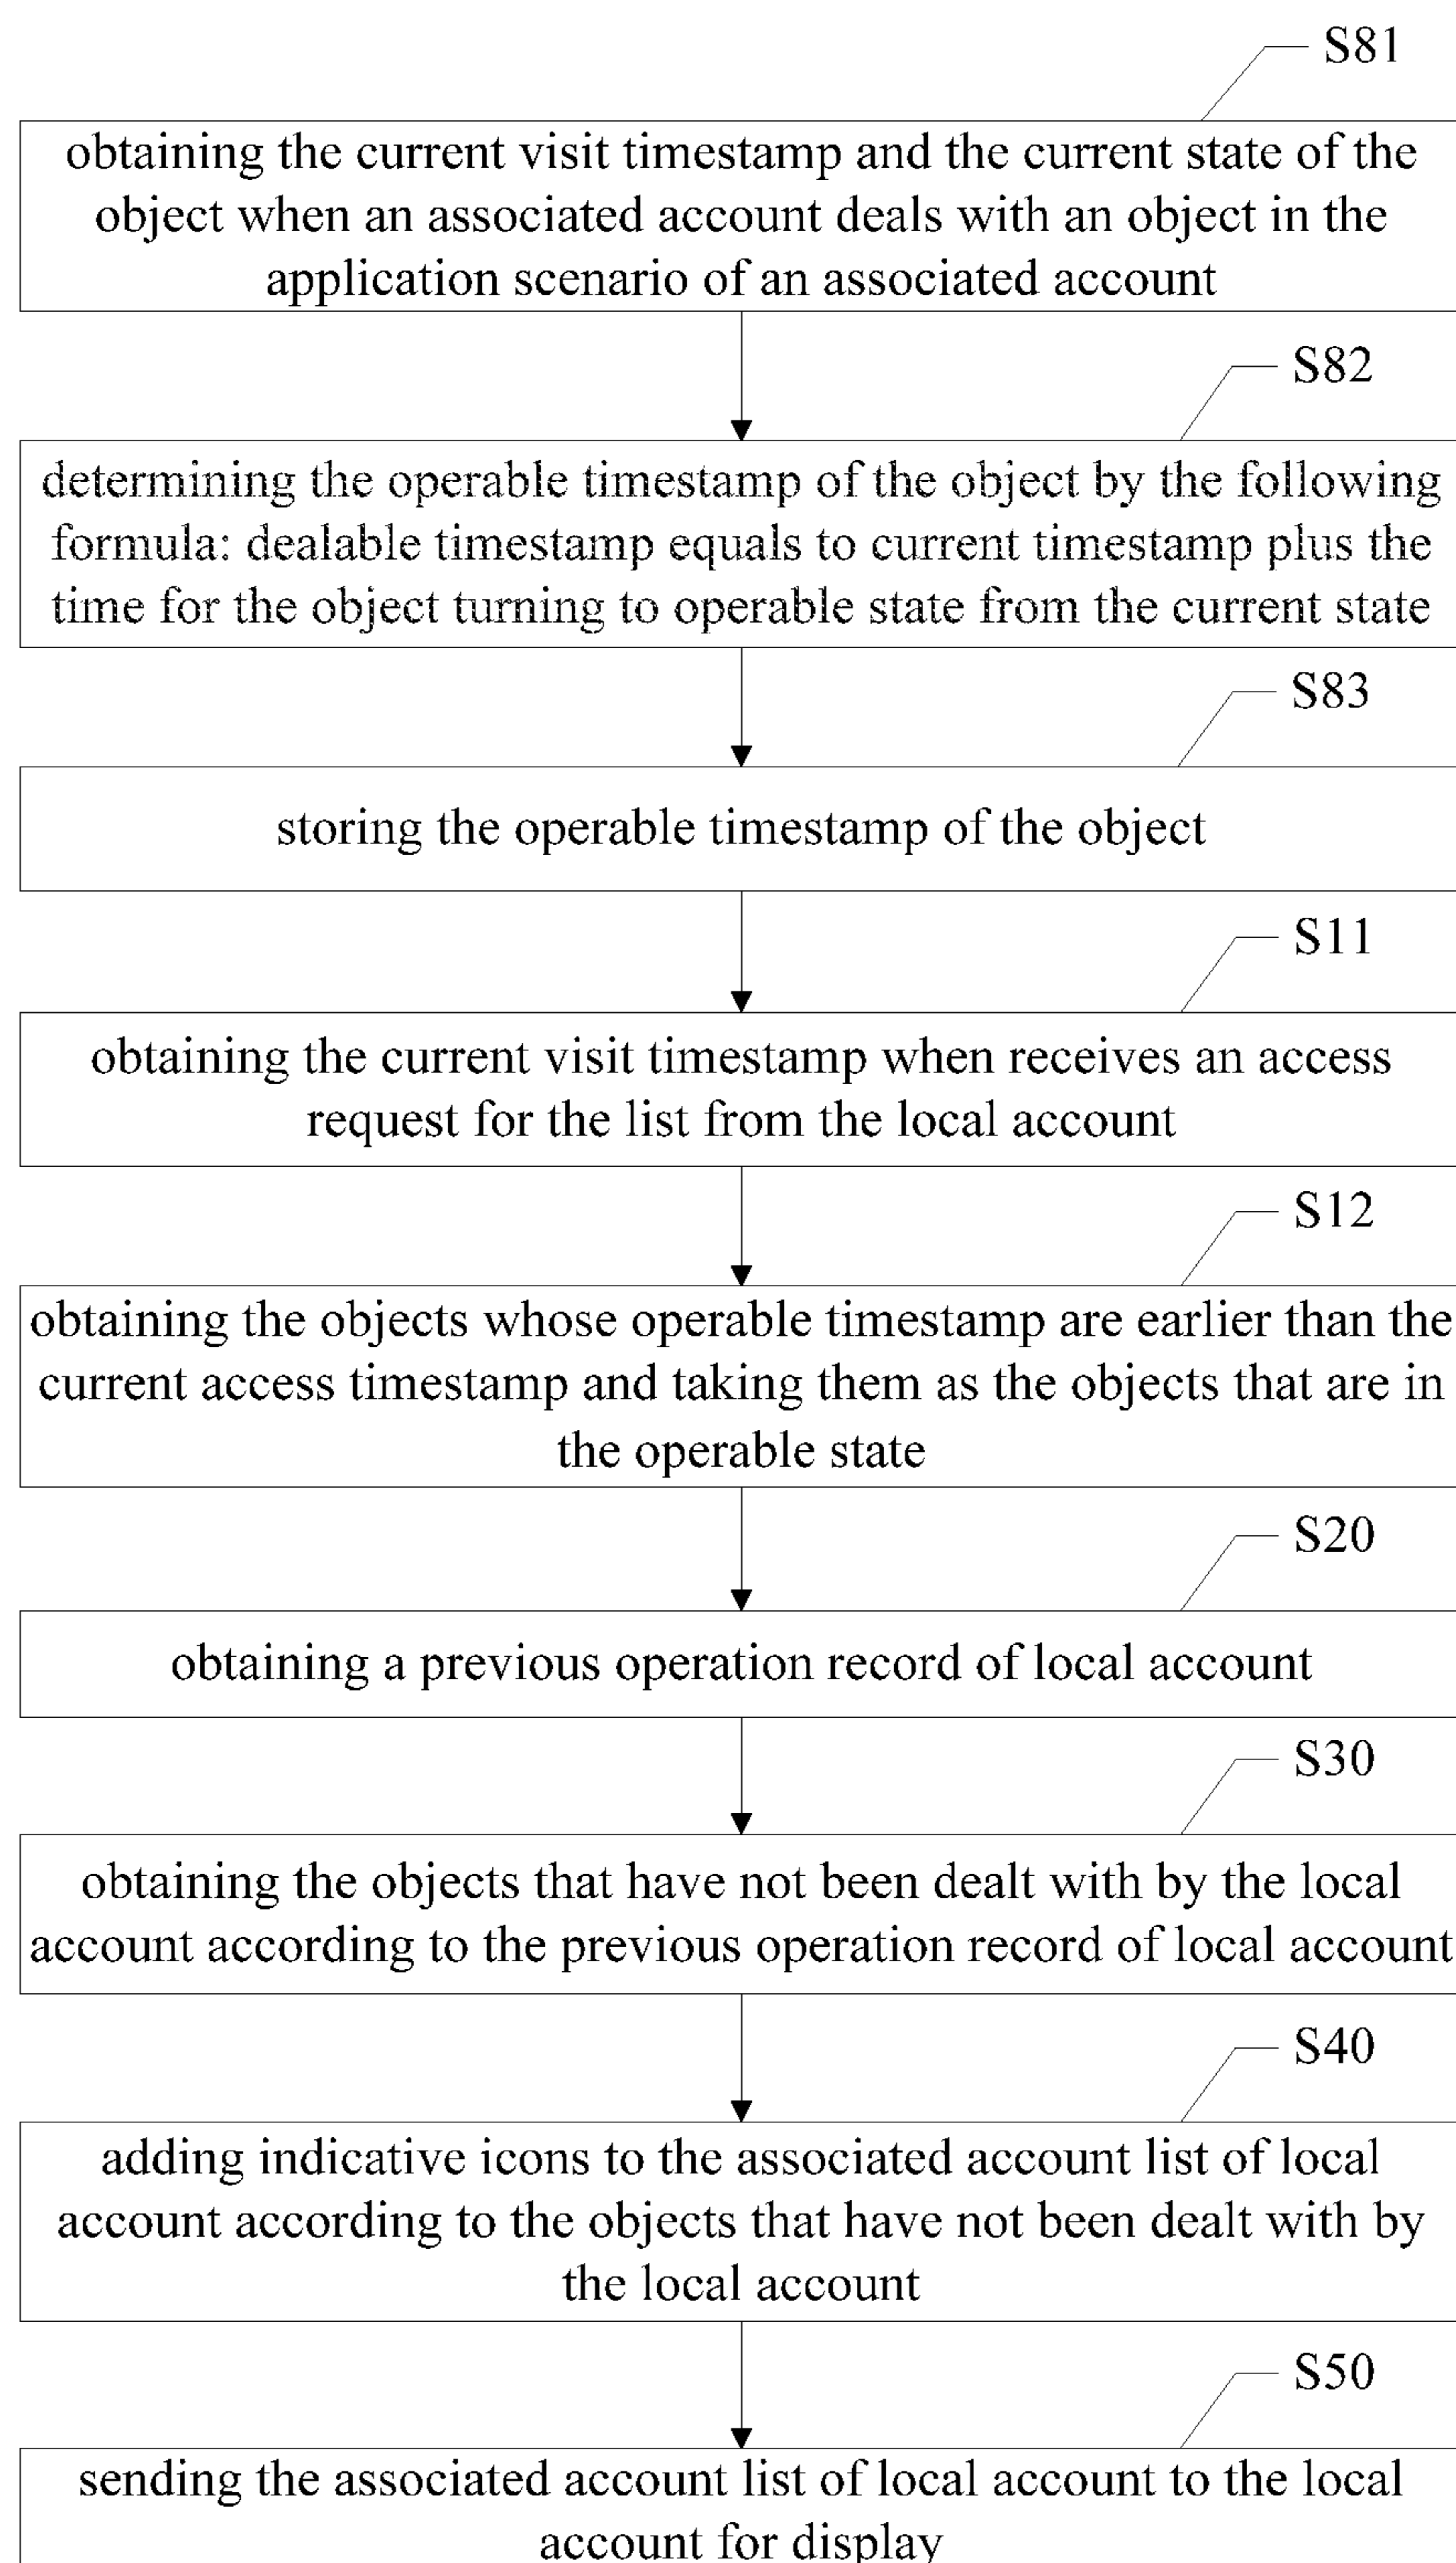 S81
obtaining the current visit timestamp and the current state of the
object when an associated account deals with an object in the
application scenario of an associated account
S82
determining the operable timestamp of the object by the following
formula: dealable timestamp equals to current timestamp plus the
time for the object turning to operable state from the current state
S83
storing the operable timestamp of the object
S11
obtaining the current visit timestamp when receives an access
request for the list from the local account
S12
obtaining the objects whose operable timestamp are earlier than the
current access timestamp and taking them as the objects that are in
the operable state
S20
obtaining a previous operation record of local account
S30
obtaining the objects that have not been dealt with by the local
account according to the previous operation record of local account
S40
adding indicative icons to the associated account list of local
account according to the objects that have not been dealt with by
the local account
S50
sending the associated account list of local account to the local
account for display